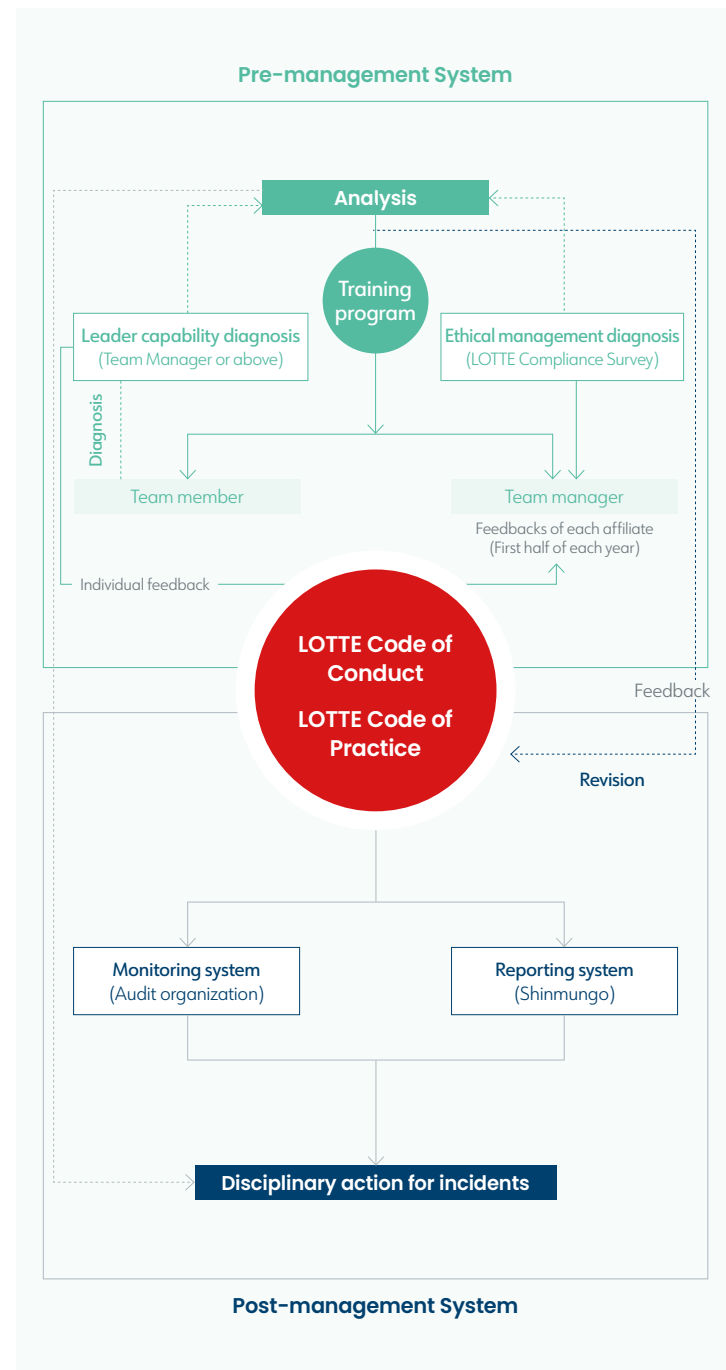 Pre-management System
Analysis
Training
program
Leader capability diagnosis
(Team Manager or above)
Ethical management diagnosis
(LOTTE Compliance Survey)
Diagnosis
Team member
Team manager
Feedbacks of each affiliate
(First half of each year)
Individual feedback
LOTTE Code of
Conduct
LOTTE Code of
Practice
Feedback
Revision
Monitoring system
(Audit organization)
Reporting system
(Shinmungo)
Disciplinary action for incidents
Post-management System